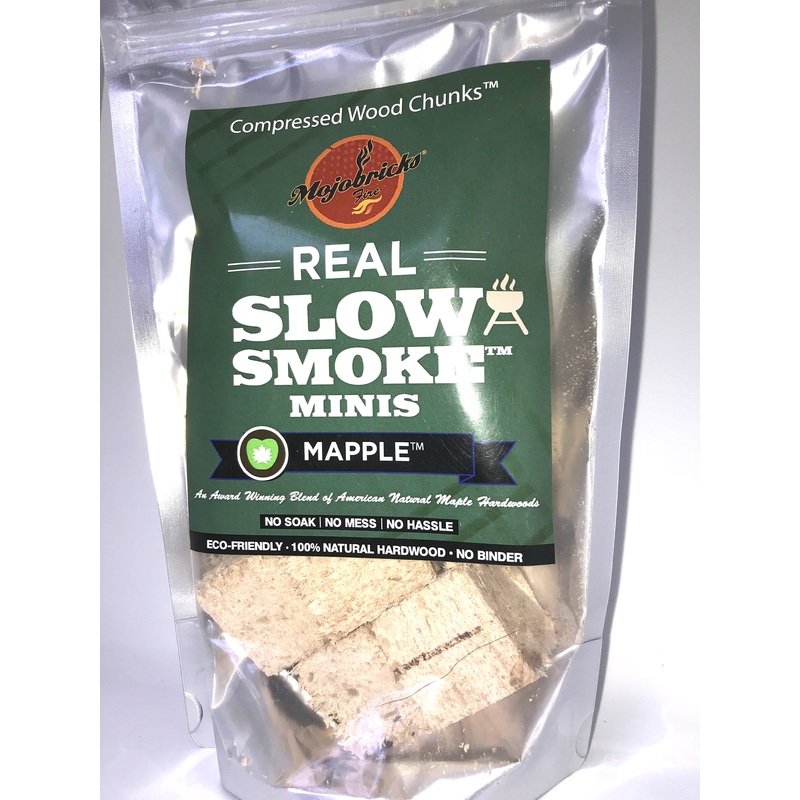 Compressed Wood Chunks™
Mojobricks®
Fire
REAL
SLOW
SMOKE™
MINIS
MAPPLE™
An Award Winning Blend of American Natural Maple Hardwoods
NO SOAK | NO MESS | NO HASSLE
ECO-FRIENDLY · 100% NATURAL HARDWOOD • NO BINDER